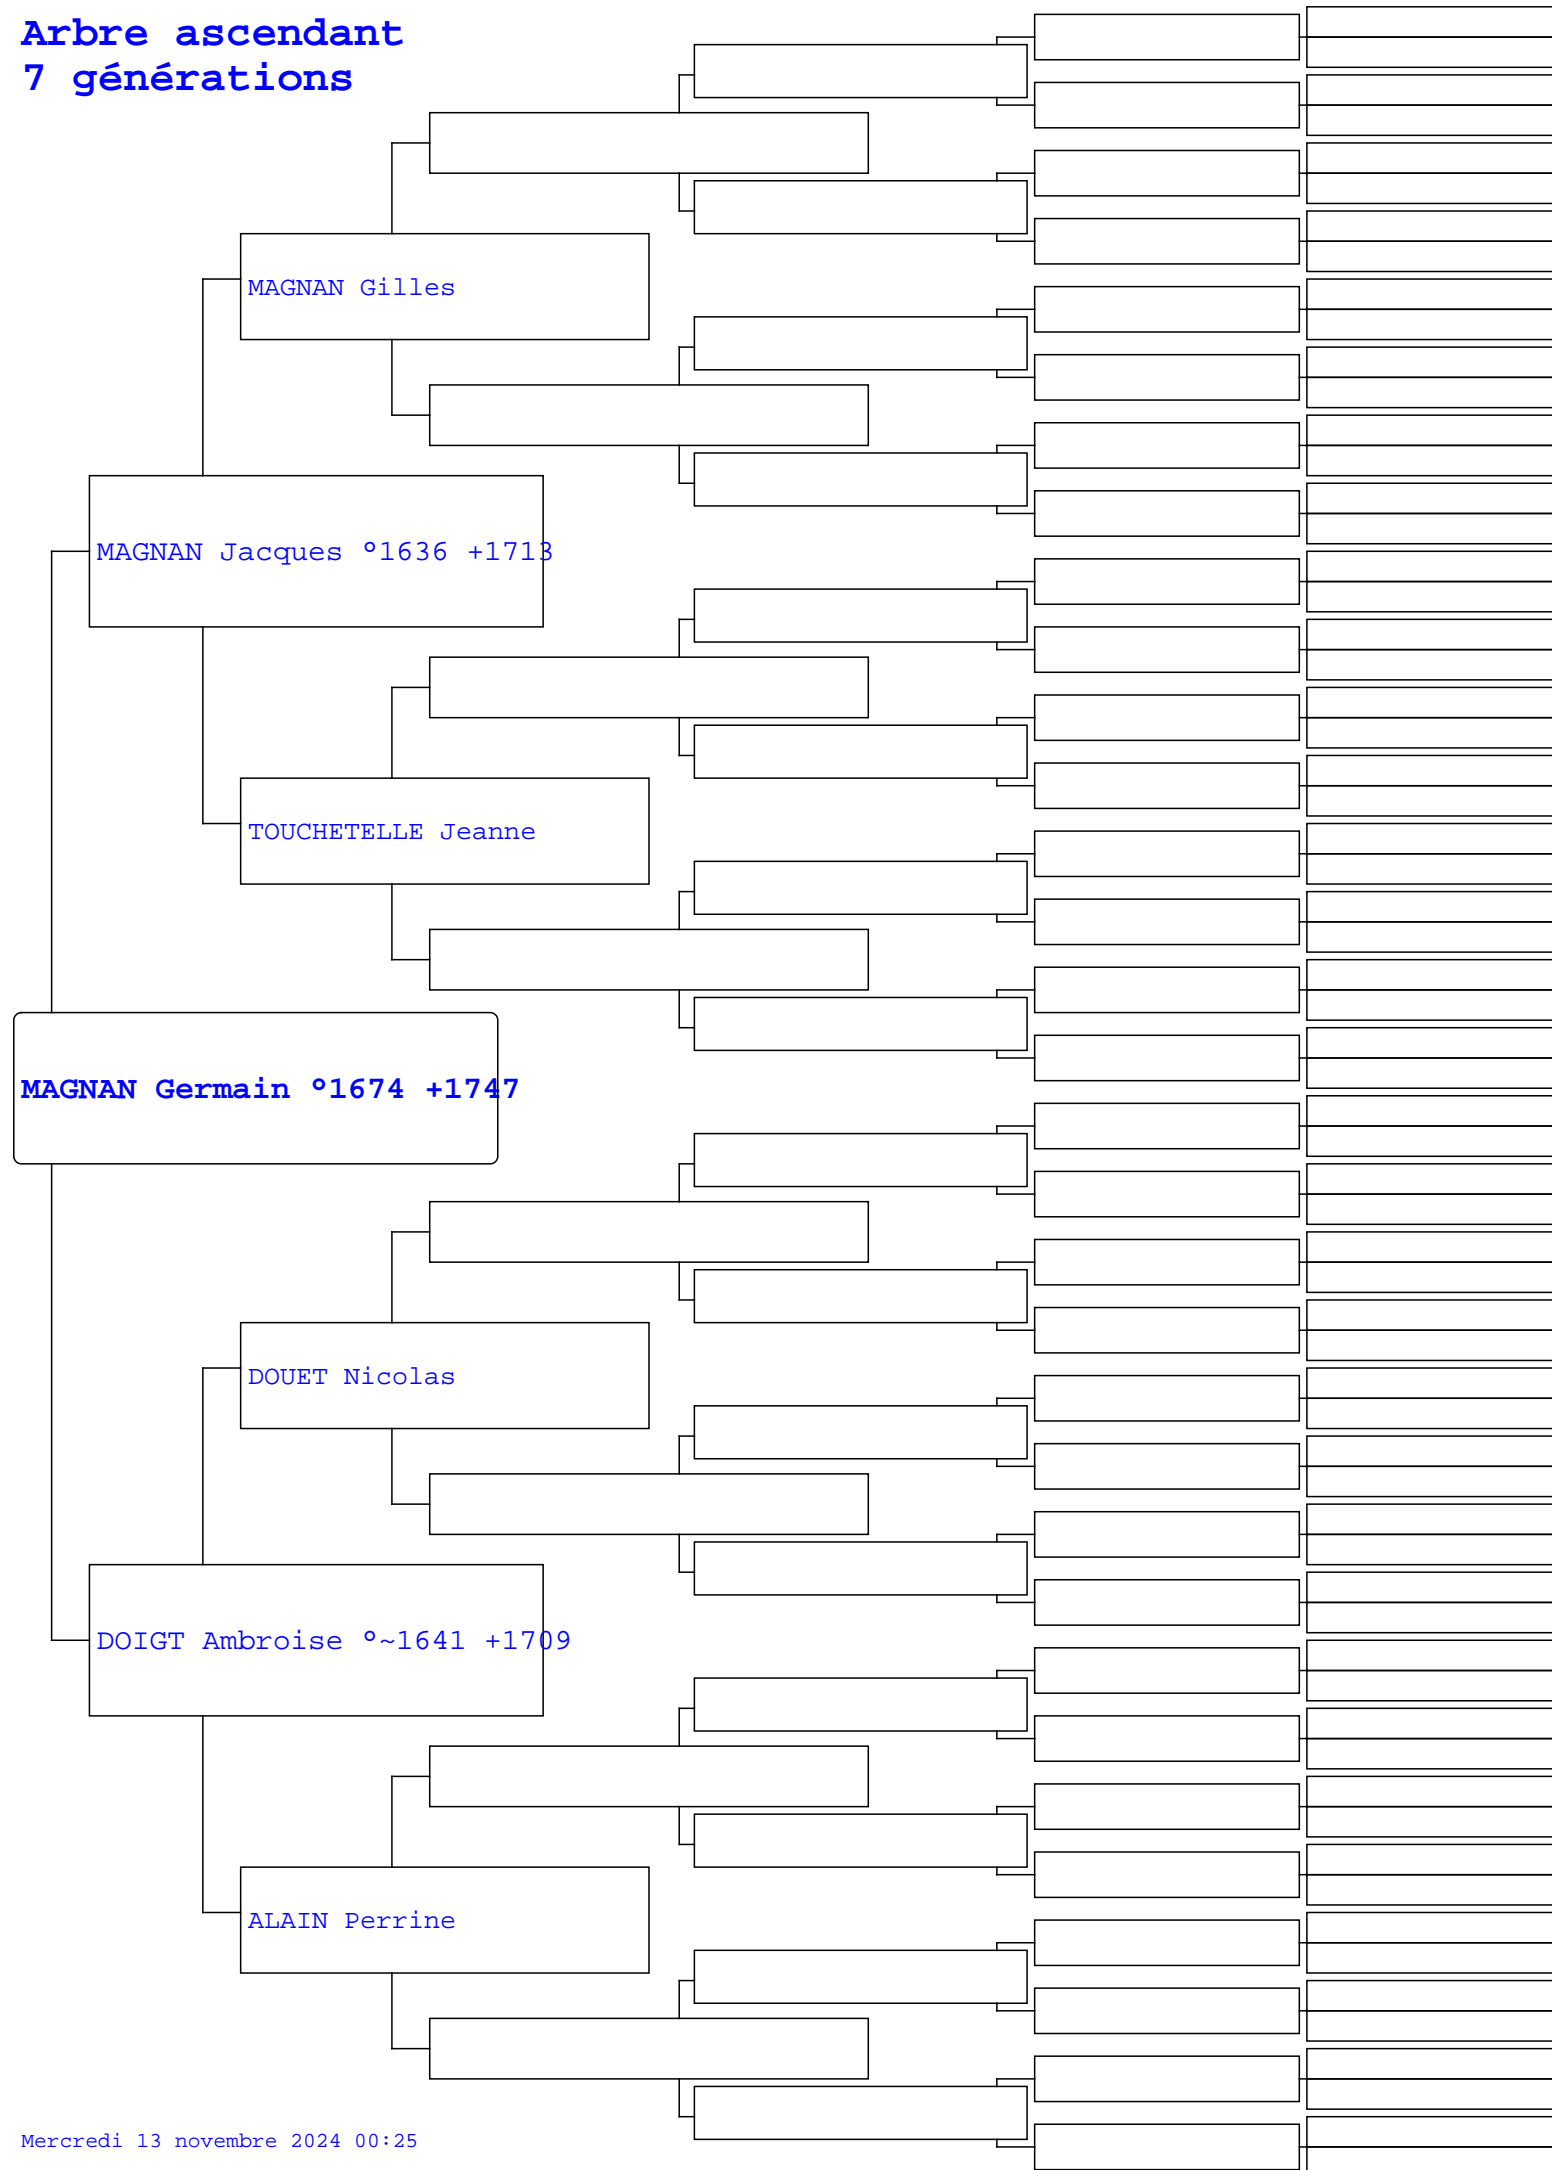 Arbre ascendant
7 générations
MAGNAN Gilles
MAGNAN Jacques °1636 +1713
TOUCHETELLE Jeanne
MAGNAN Germain °1674 +1747
DOUET Nicolas
DOIGT Ambroise °~1641 +1709
ALAIN Perrine
Mercredi 13 novembre 2024 00:25